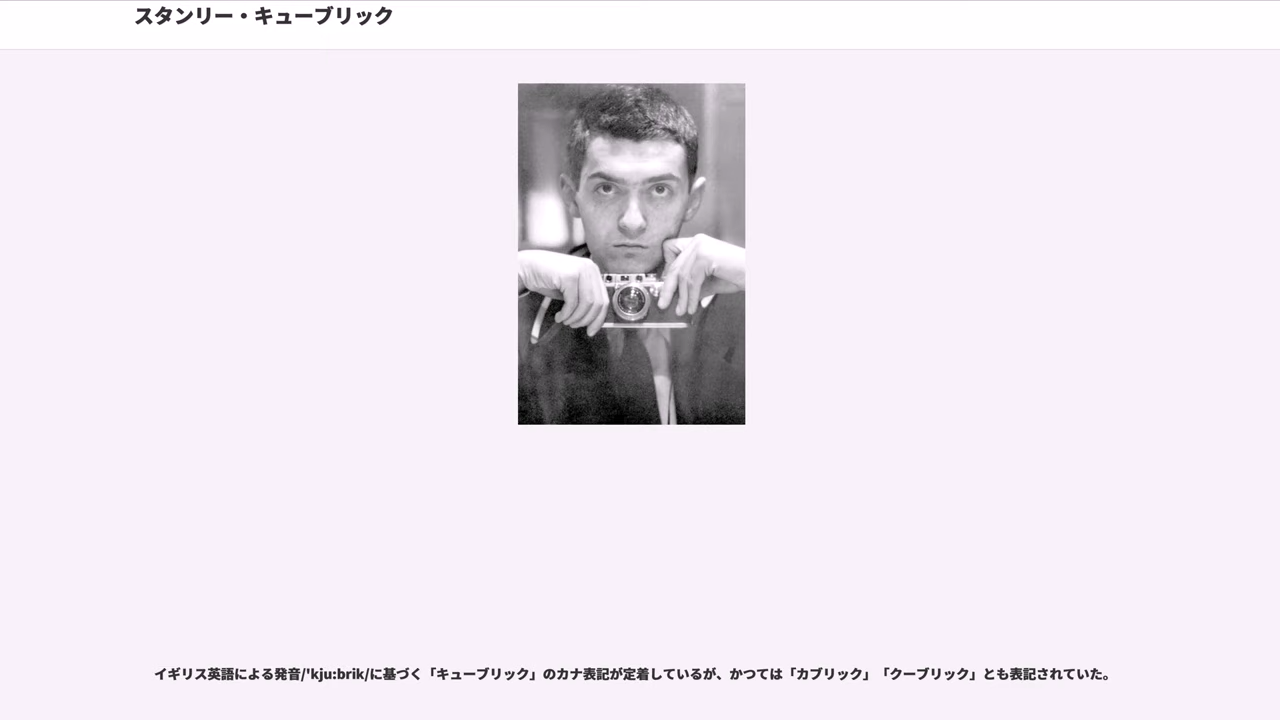 スタンリー・キューブリック
イギリス英語による発音/'kju:brik/に基づく「キューブリック」のカナ表記が定着しているが、かつては「カブリック」「クーブリック」とも表記されていた。